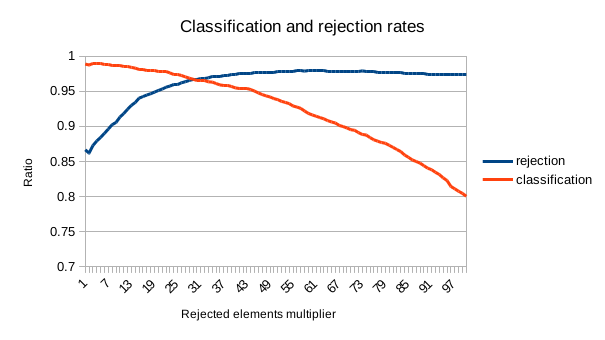 Classification and rejection rates
1
0.95
0.9
0.85
0.8
0.75
0.7
Ratio
1 7 13 19 25 31 37 43 49 55 61 67 73 79 85 91 97
Rejected elements multiplier
rejection
classification